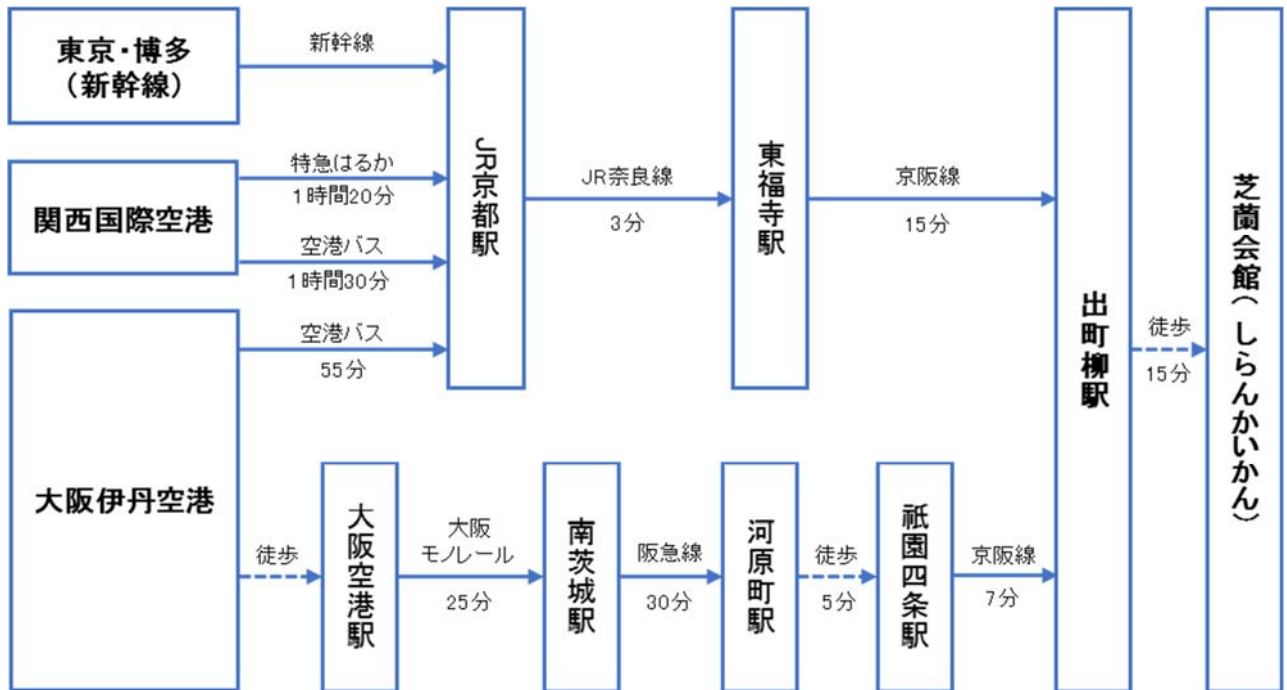 東京・博多
（新幹線）
新幹線
関西国際空港
特急はるか
1時間20分
空港バス
1時間30分
大阪伊丹空港
空港バス
55分
JR京都駅
JR奈良線
3分
東福寺駅
京阪線
15分
徒歩
大阪空港駅
大阪
モノレール
25分
南茨城駅
阪急線
30分
河原町駅
徒歩
5分
祇園四条駅
京阪線
7分
出町柳駅
徒歩
15分
芝蘭会館（しらんかいかん）